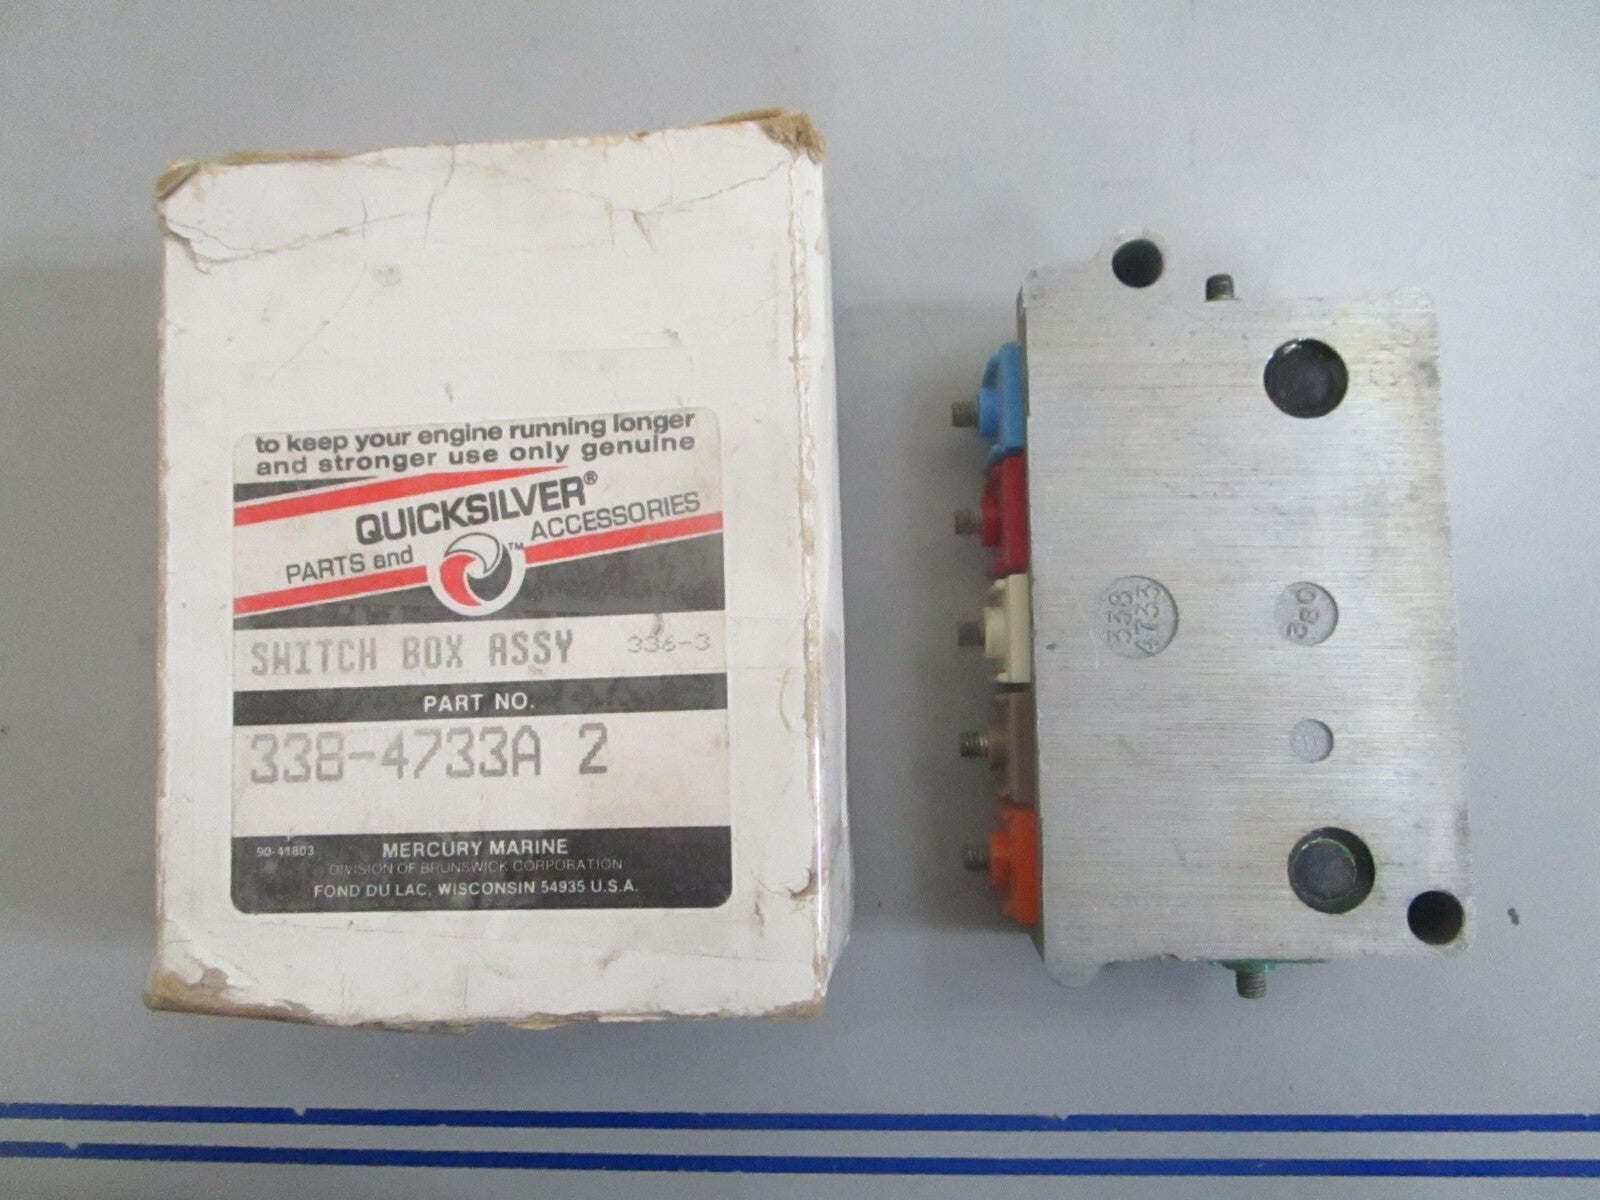 to keep your engine running longer
and stronger use only genuine
QUICKSILVER®
PARTS and ™ ACCESSORIES
SWITCH BOX ASSY 336-3
PART NO.
338-4733A 2
90-41803 MERCURY MARINE
DIVISION OF BRUNSWICK CORPORATION
FOND DU LAC, WISCONSIN 54935 U.S.A.
338
4733